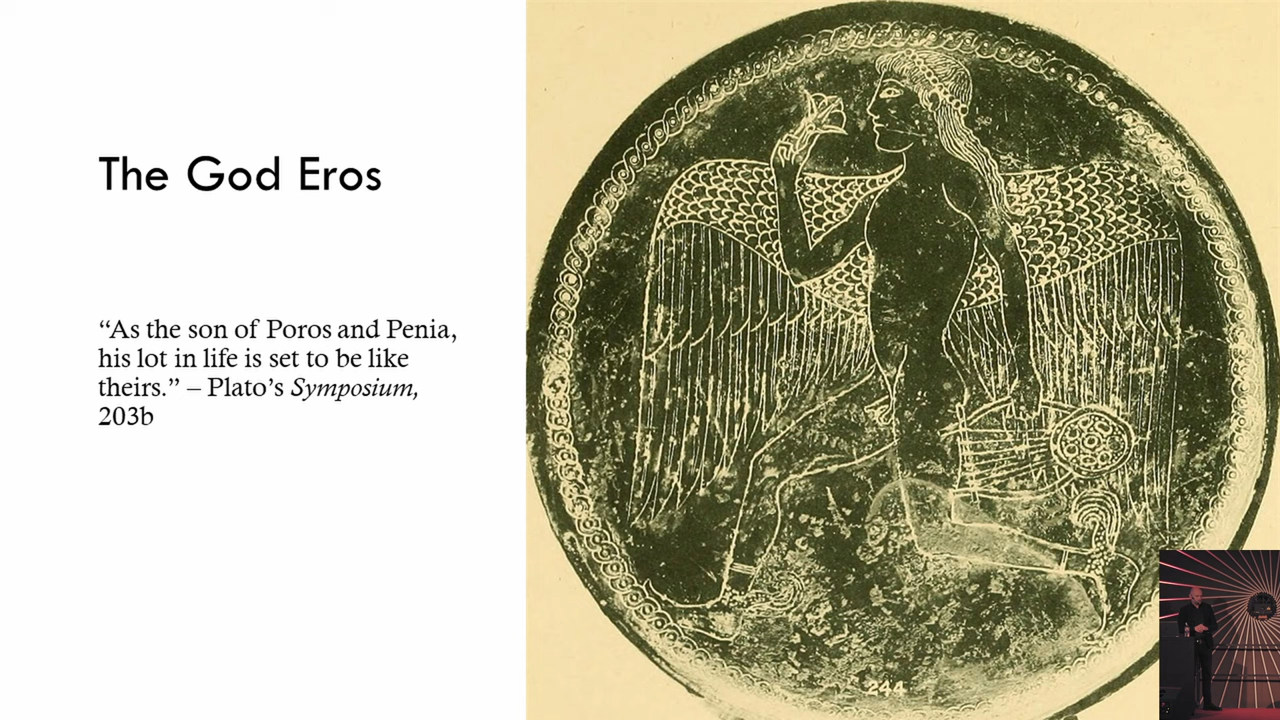 The God Eros
“As the son of Poros and Penia,
his lot in life is set to be like
theirs.” – Plato’s Symposium,
203b
244